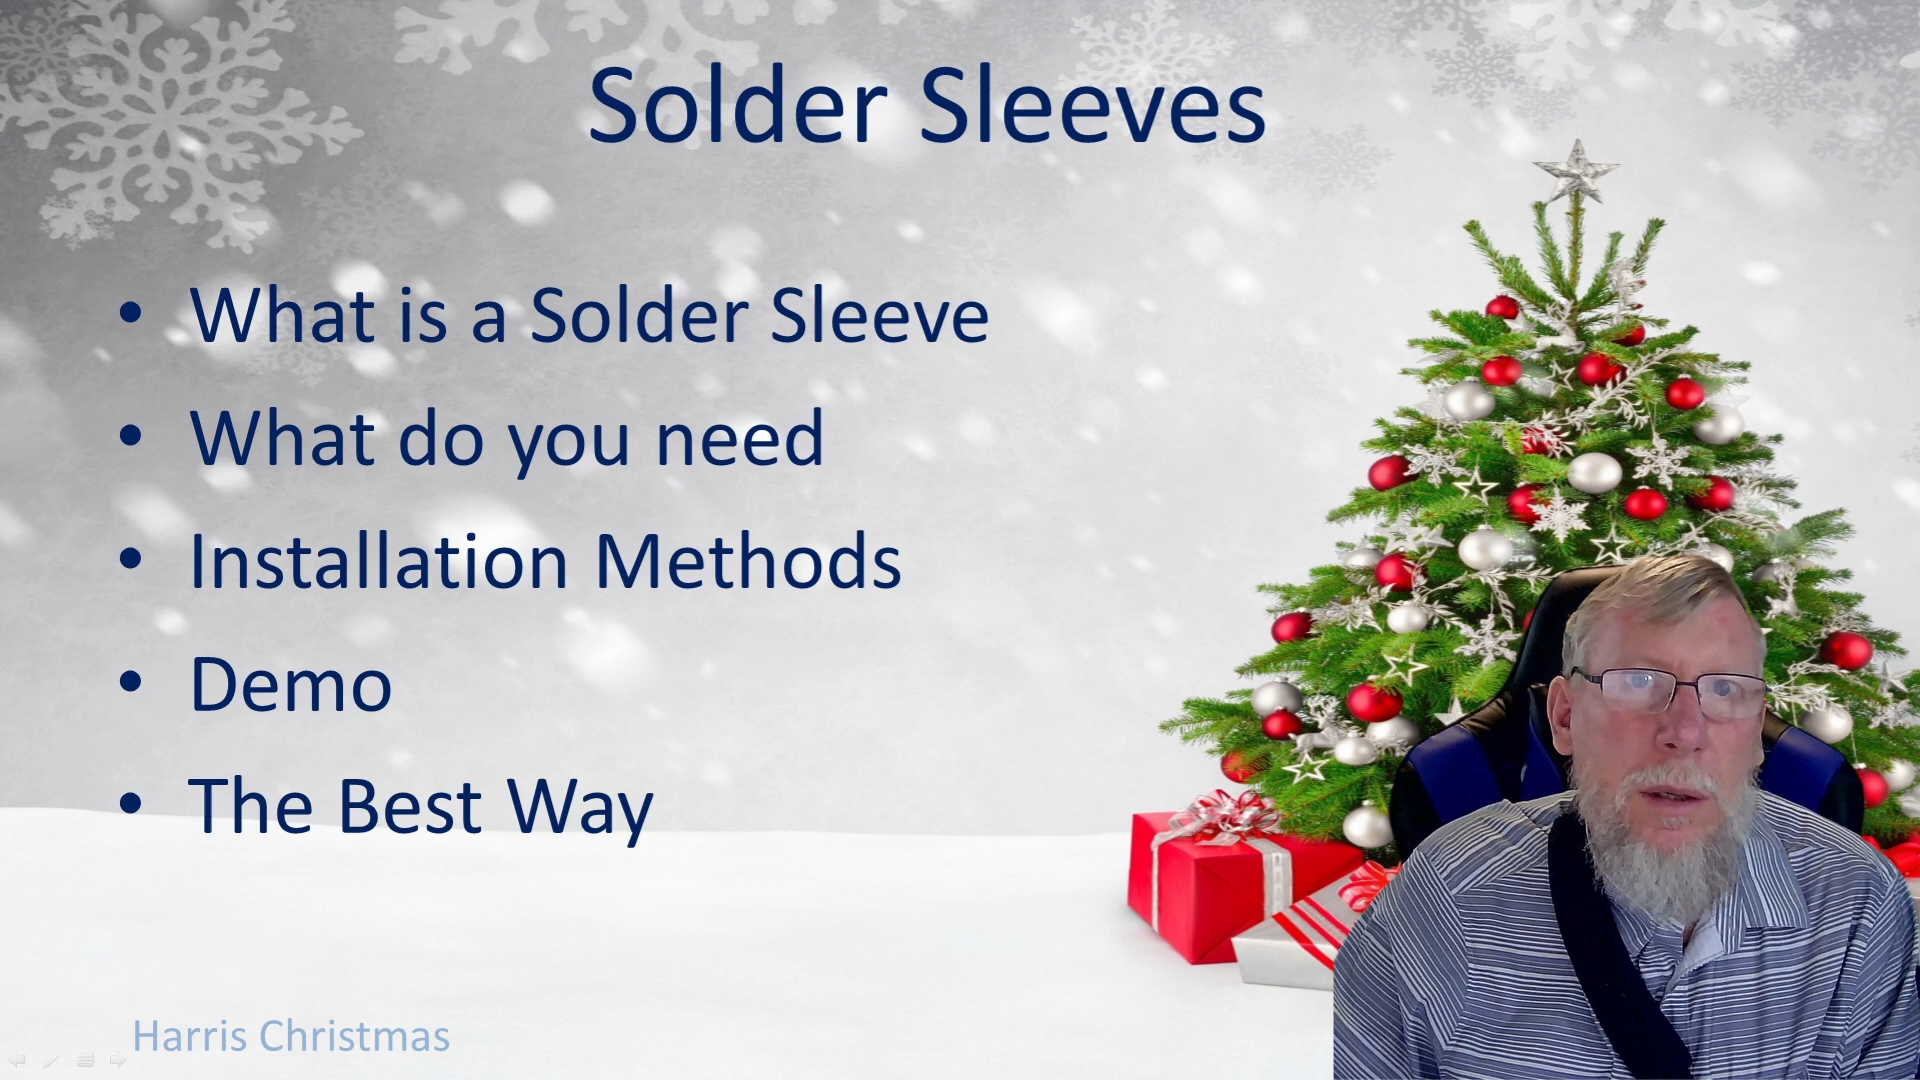 Solder Sleeves
• What is a Solder Sleeve
• What do you need
• Installation Methods
• Demo
• The Best Way
Harris Christmas